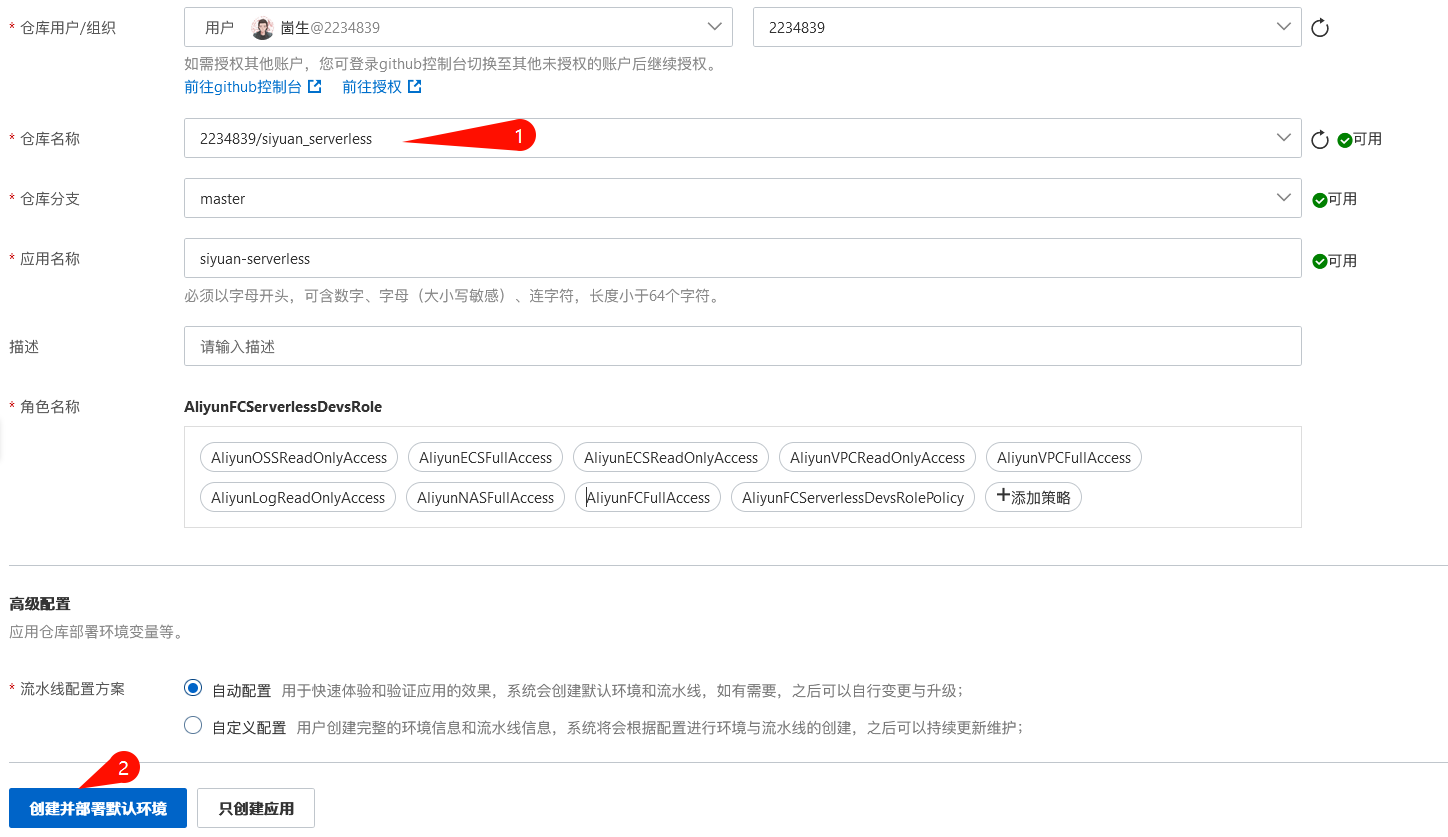 * 仓库用户/组织 用户 崮生@2234839 2234839
如需授权其他账户，您可登录github控制台切换至其他未授权的账户后继续授权。
前往github控制台 前往授权
* 仓库名称 2234839/siyuan_serverless 1 可用
* 仓库分支 master 可用
* 应用名称 siyuan-serverless 可用
必须以字母开头，可含数字、字母（大小写敏感）、连字符，长度小于64个字符。
描述 请输入描述
* 角色名称 AliyunFCServerlessDevsRole
AliyunOSSReadOnlyAccess AliyunECSFullAccess AliyunECSReadOnlyAccess AliyunVPCReadOnlyAccess AliyunVPCFullAccess
AliyunLogReadOnlyAccess AliyunNASFullAccess AliyunFCFullAccess AliyunFCServerlessDevsRolePolicy +添加策略
高级配置
应用仓库部署环境变量等。
* 流水线配置方案 自动配置 用于快速体验和验证应用的效果，系统会创建默认环境和流水线，如有需要，之后可以自行变更与升级；
自定义配置 用户创建完整的环境信息和流水线信息，系统将会根据配置进行环境与流水线的创建，之后可以持续更新维护；
2
创建并部署默认环境 只创建应用